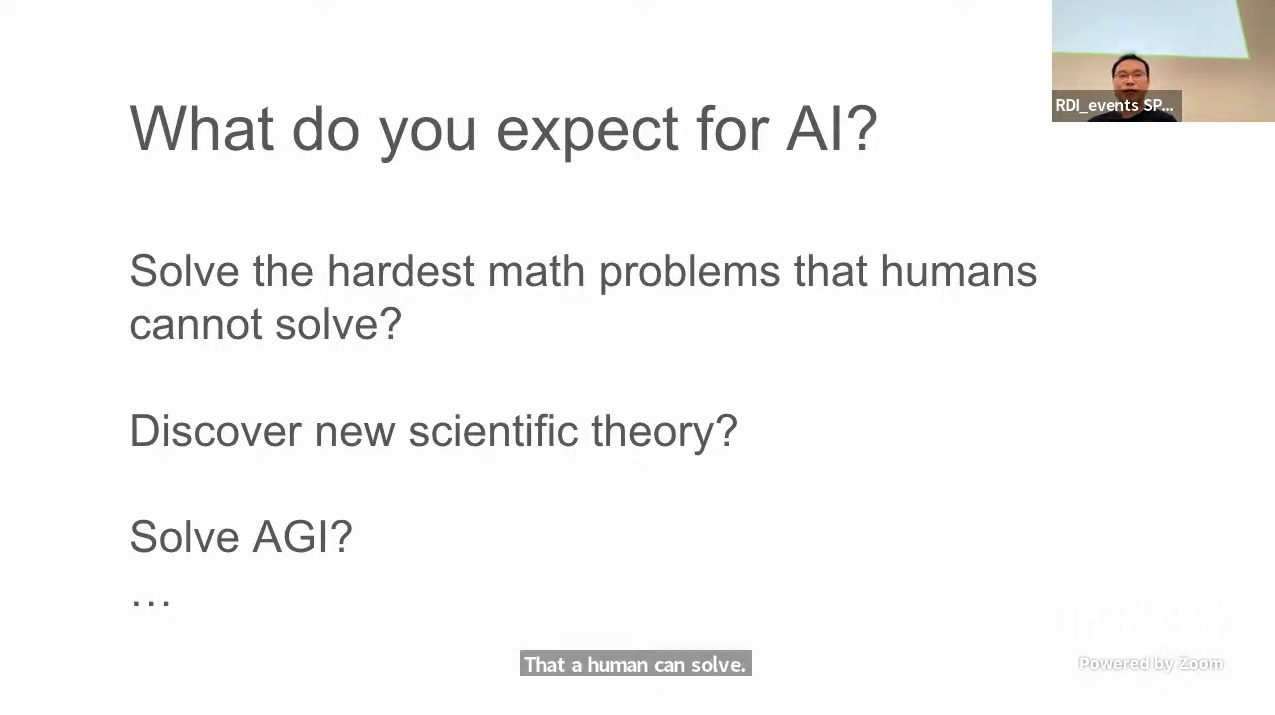 What do you expect for AI?
RDI_events SP...
Solve the hardest math problems that humans
cannot solve?
Discover new scientific theory?
Solve AGI?
…
That a human can solve.
Powered by Zoom